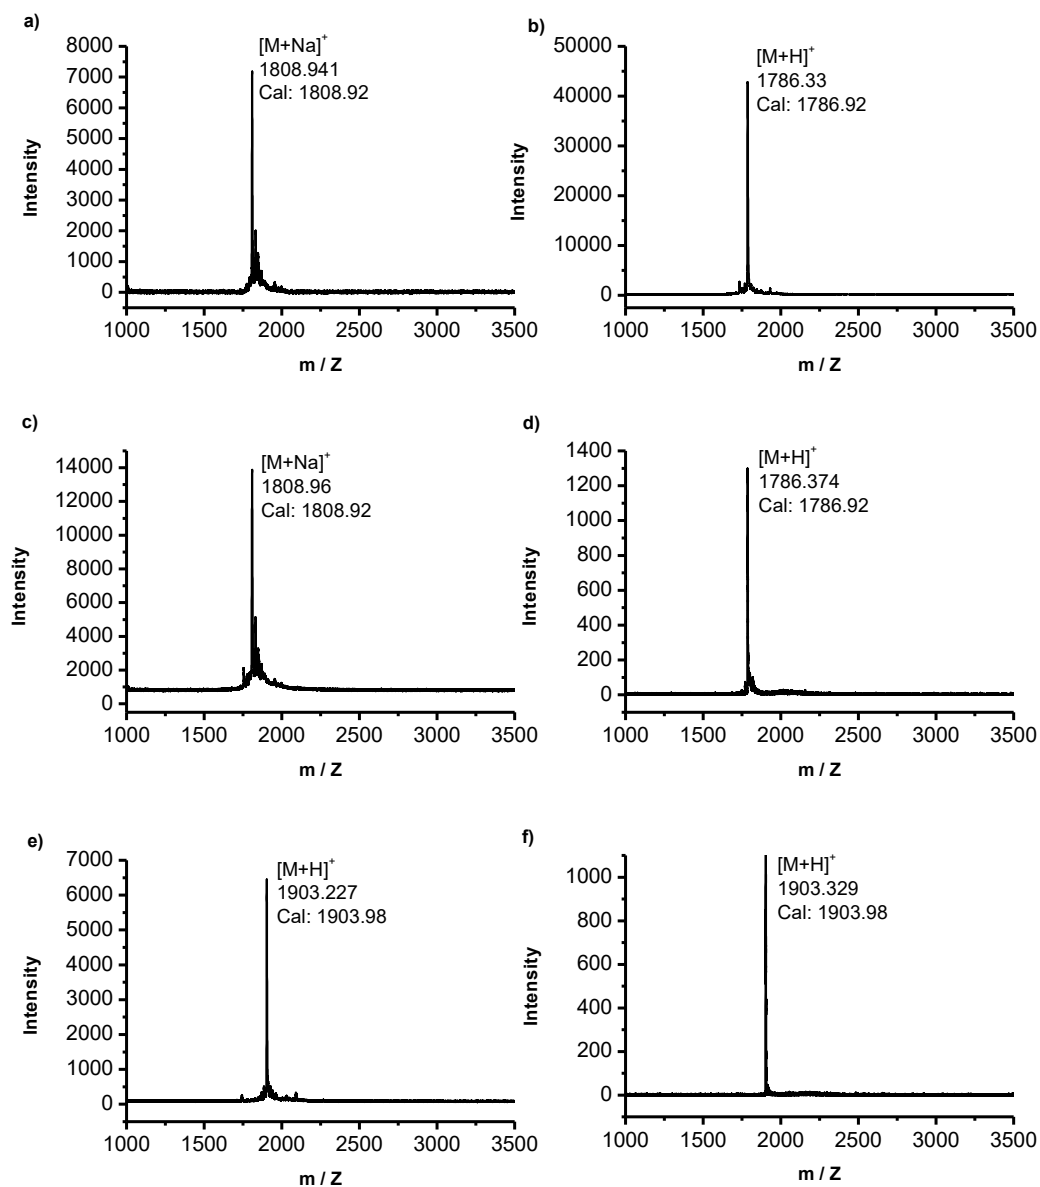 a)
8000
7000
6000
5000
4000
3000
2000
1000
0
Intensity
[M+Na]+
1808.941
Cal: 1808.92
1000 1500 2000 2500 3000 3500
m / Z
b)
50000
40000
30000
20000
10000
0
Intensity
[M+H]+
1786.33
Cal: 1786.92
1000 1500 2000 2500 3000 3500
m / Z
c)
14000
12000
10000
8000
6000
4000
2000
0
Intensity
[M+Na]+
1808.96
Cal: 1808.92
1000 1500 2000 2500 3000 3500
m / Z
d)
1400
1200
1000
800
600
400
200
0
Intensity
[M+H]+
1786.374
Cal: 1786.92
1000 1500 2000 2500 3000 3500
m / Z
e)
7000
6000
5000
4000
3000
2000
1000
0
Intensity
[M+H]+
1903.227
Cal: 1903.98
1000 1500 2000 2500 3000 3500
m / Z
f)
1000
800
600
400
200
0
Intensity
[M+H]+
1903.329
Cal: 1903.98
1000 1500 2000 2500 3000 3500
m / Z